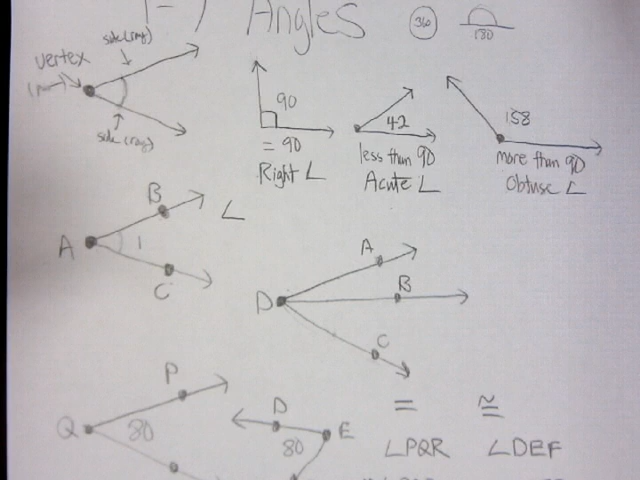 Angles
36 180
side (ray)
vertex
side (ray)
90
= 90
Right ∠
42
less than 90
Acute ∠
158
more than 90
Obtuse ∠
B
A 1 ∠
C
A
D B
C
P
Q 80
D
80 E
= ≅
∠PQR ∠DEF